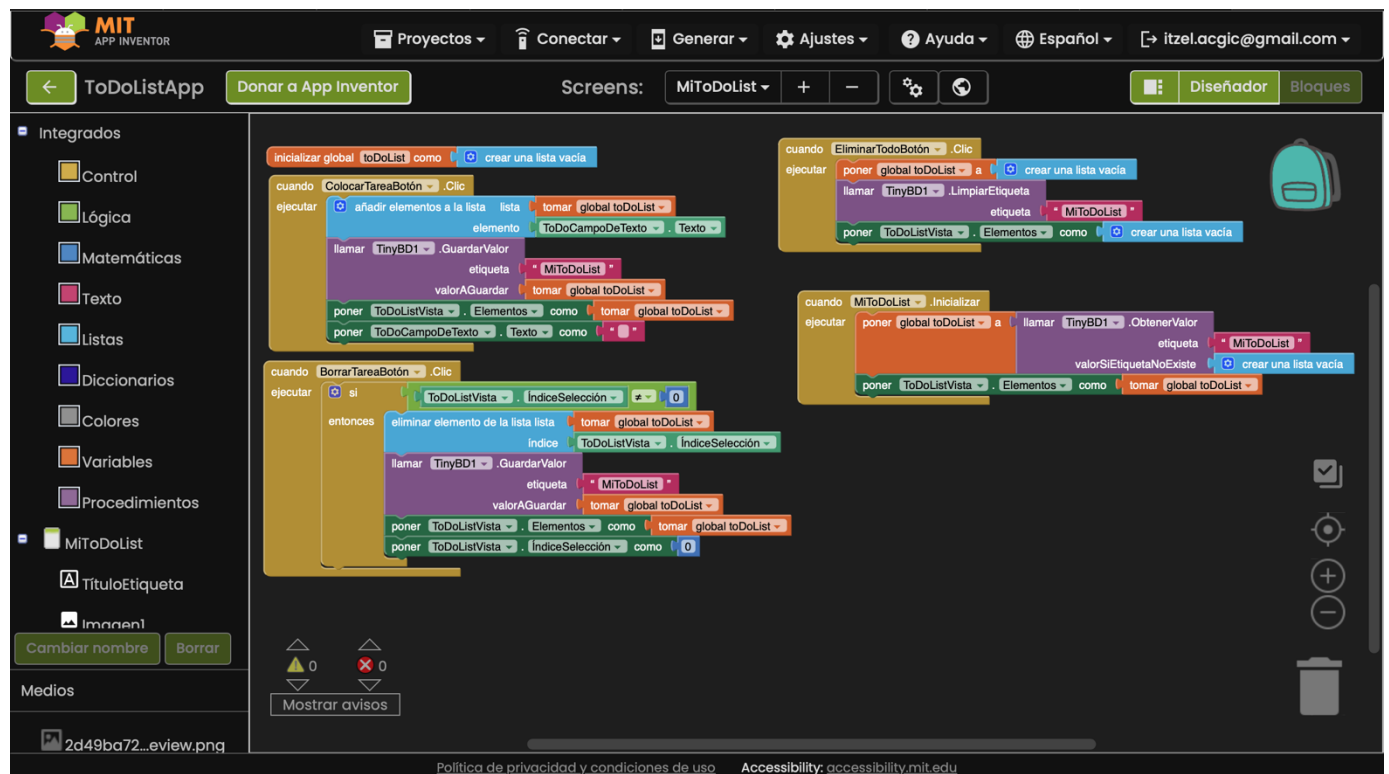 MIT
APP INVENTOR
Proyectos
Conectar
Generar
Ajustes
Ayuda
Español
itzel.acgic@gmail.com
ToDoListApp
Donar a App Inventor
Screens:
MiToDoList
+
−
Diseñador
Bloques
Integrados
Control
Lógica
Matemáticas
Texto
Listas
Diccionarios
Colores
Variables
Procedimientos
MiToDoList
A TítuloEtiqueta
Imagen1
Cambiar nombre
Borrar
Medios
2d49ba72...eview.png
inicializar global toDoList como crear una lista vacía
cuando ColocarTareaBotón .Clic
ejecutar añadir elementos a la lista lista tomar global toDoList
elemento ToDoCampoDeTexto . Texto
llamar TinyBD1 .GuardarValor
etiqueta " MiToDoList "
valorAGuardar tomar global toDoList
poner ToDoListVista . Elementos como tomar global toDoList
poner ToDoCampoDeTexto . Texto como " "
cuando BorrarTareaBotón .Clic
ejecutar si ToDoListVista . ÍndiceSelección ≠ 0
entonces eliminar elemento de la lista lista tomar global toDoList
índice ToDoListVista . ÍndiceSelección
llamar TinyBD1 .GuardarValor
etiqueta " MiToDoList "
valorAGuardar tomar global toDoList
poner ToDoListVista . Elementos como tomar global toDoList
poner ToDoListVista . ÍndiceSelección como 0
cuando EliminarTodoBotón .Clic
ejecutar poner global toDoList a crear una lista vacía
llamar TinyBD1 .LimpiarEtiqueta
etiqueta " MiToDoList "
poner ToDoListVista . Elementos como crear una lista vacía
cuando MiToDoList .Inicializar
ejecutar poner global toDoList a llamar TinyBD1 .ObtenerValor
etiqueta " MiToDoList "
valorSiEtiquetaNoExiste crear una lista vacía
poner ToDoListVista . Elementos como tomar global toDoList
0
0
Mostrar avisos
Política de privacidad y condiciones de uso Accessibility: accessibility.mit.edu